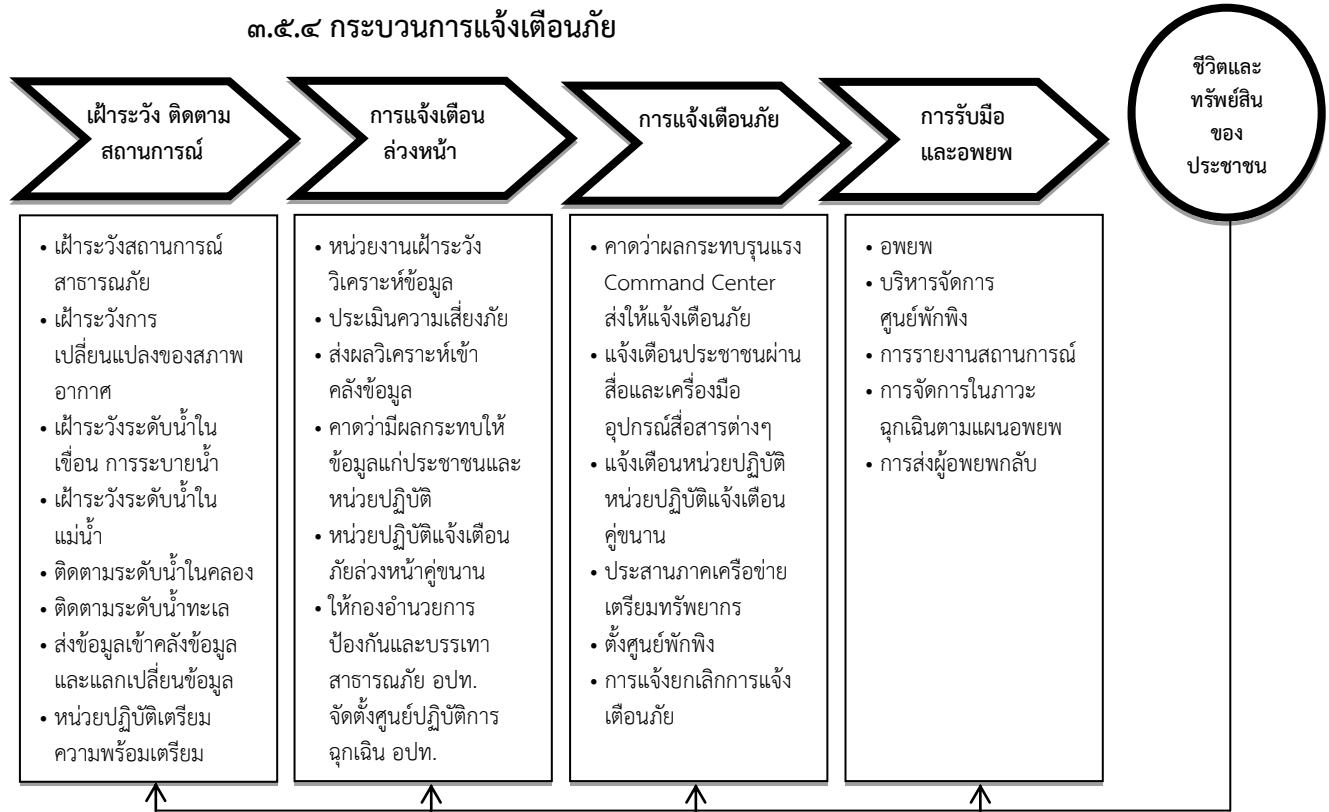 ๓.๕.๔ กระบวนการแจ้งเตือนภัย
เฝ้าระวัง ติดตาม
สถานการณ์
การแจ้งเตือน
ล่วงหน้า
การแจ้งเตือนภัย
การรับมือ
และอพยพ
ชีวิตและ
ทรัพย์สิน
ของ
ประชาชน
• เฝ้าระวังสถานการณ์
สาธารณภัย
• เฝ้าระวังการ
เปลี่ยนแปลงของสภาพ
อากาศ
• เฝ้าระวังระดับน้ำใน
เขื่อน การระบายน้ำ
• เฝ้าระวังระดับน้ำใน
แม่น้ำ
• ติดตามระดับน้ำในคลอง
• ติดตามระดับน้ำทะเล
• ส่งข้อมูลเข้าคลังข้อมูล
และแลกเปลี่ยนข้อมูล
• หน่วยปฏิบัติเตรียม
ความพร้อมเตรียม
• หน่วยงานเฝ้าระวัง
วิเคราะห์ข้อมูล
• ประเมินความเสี่ยงภัย
• ส่งผลวิเคราะห์เข้า
คลังข้อมูล
• คาดว่ามีผลกระทบให้
ข้อมูลแก่ประชาชนและ
หน่วยปฏิบัติ
• หน่วยปฏิบัติแจ้งเตือน
ภัยล่วงหน้าคู่ขนาน
• ให้กองอำนวยการ
ป้องกันและบรรเทา
สาธารณภัย อปท.
จัดตั้งศูนย์ปฏิบัติการ
ฉุกเฉิน อปท.
• คาดว่าผลกระทบรุนแรง
Command Center
ส่งให้แจ้งเตือนภัย
• แจ้งเตือนประชาชนผ่าน
สื่อและเครื่องมือ
อุปกรณ์สื่อสารต่างๆ
• แจ้งเตือนหน่วยปฏิบัติ
หน่วยปฏิบัติแจ้งเตือน
คู่ขนาน
• ประสานภาคเครือข่าย
เตรียมทรัพยากร
• ตั้งศูนย์พักพิง
• การแจ้งยกเลิกการแจ้ง
เตือนภัย
• อพยพ
• บริหารจัดการ
ศูนย์พักพิง
• การรายงานสถานการณ์
• การจัดการในภาวะ
ฉุกเฉินตามแผนอพยพ
• การส่งผู้อพยพกลับ